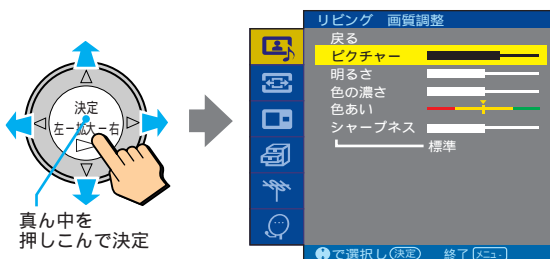 決定
左－拡大－右
真ん中を
押しこんで決定
リビング 画質調整
戻る
ピクチャー
明るさ
色の濃さ
色あい
シャープネス
標準
で選択し 決定 終了 メニュー